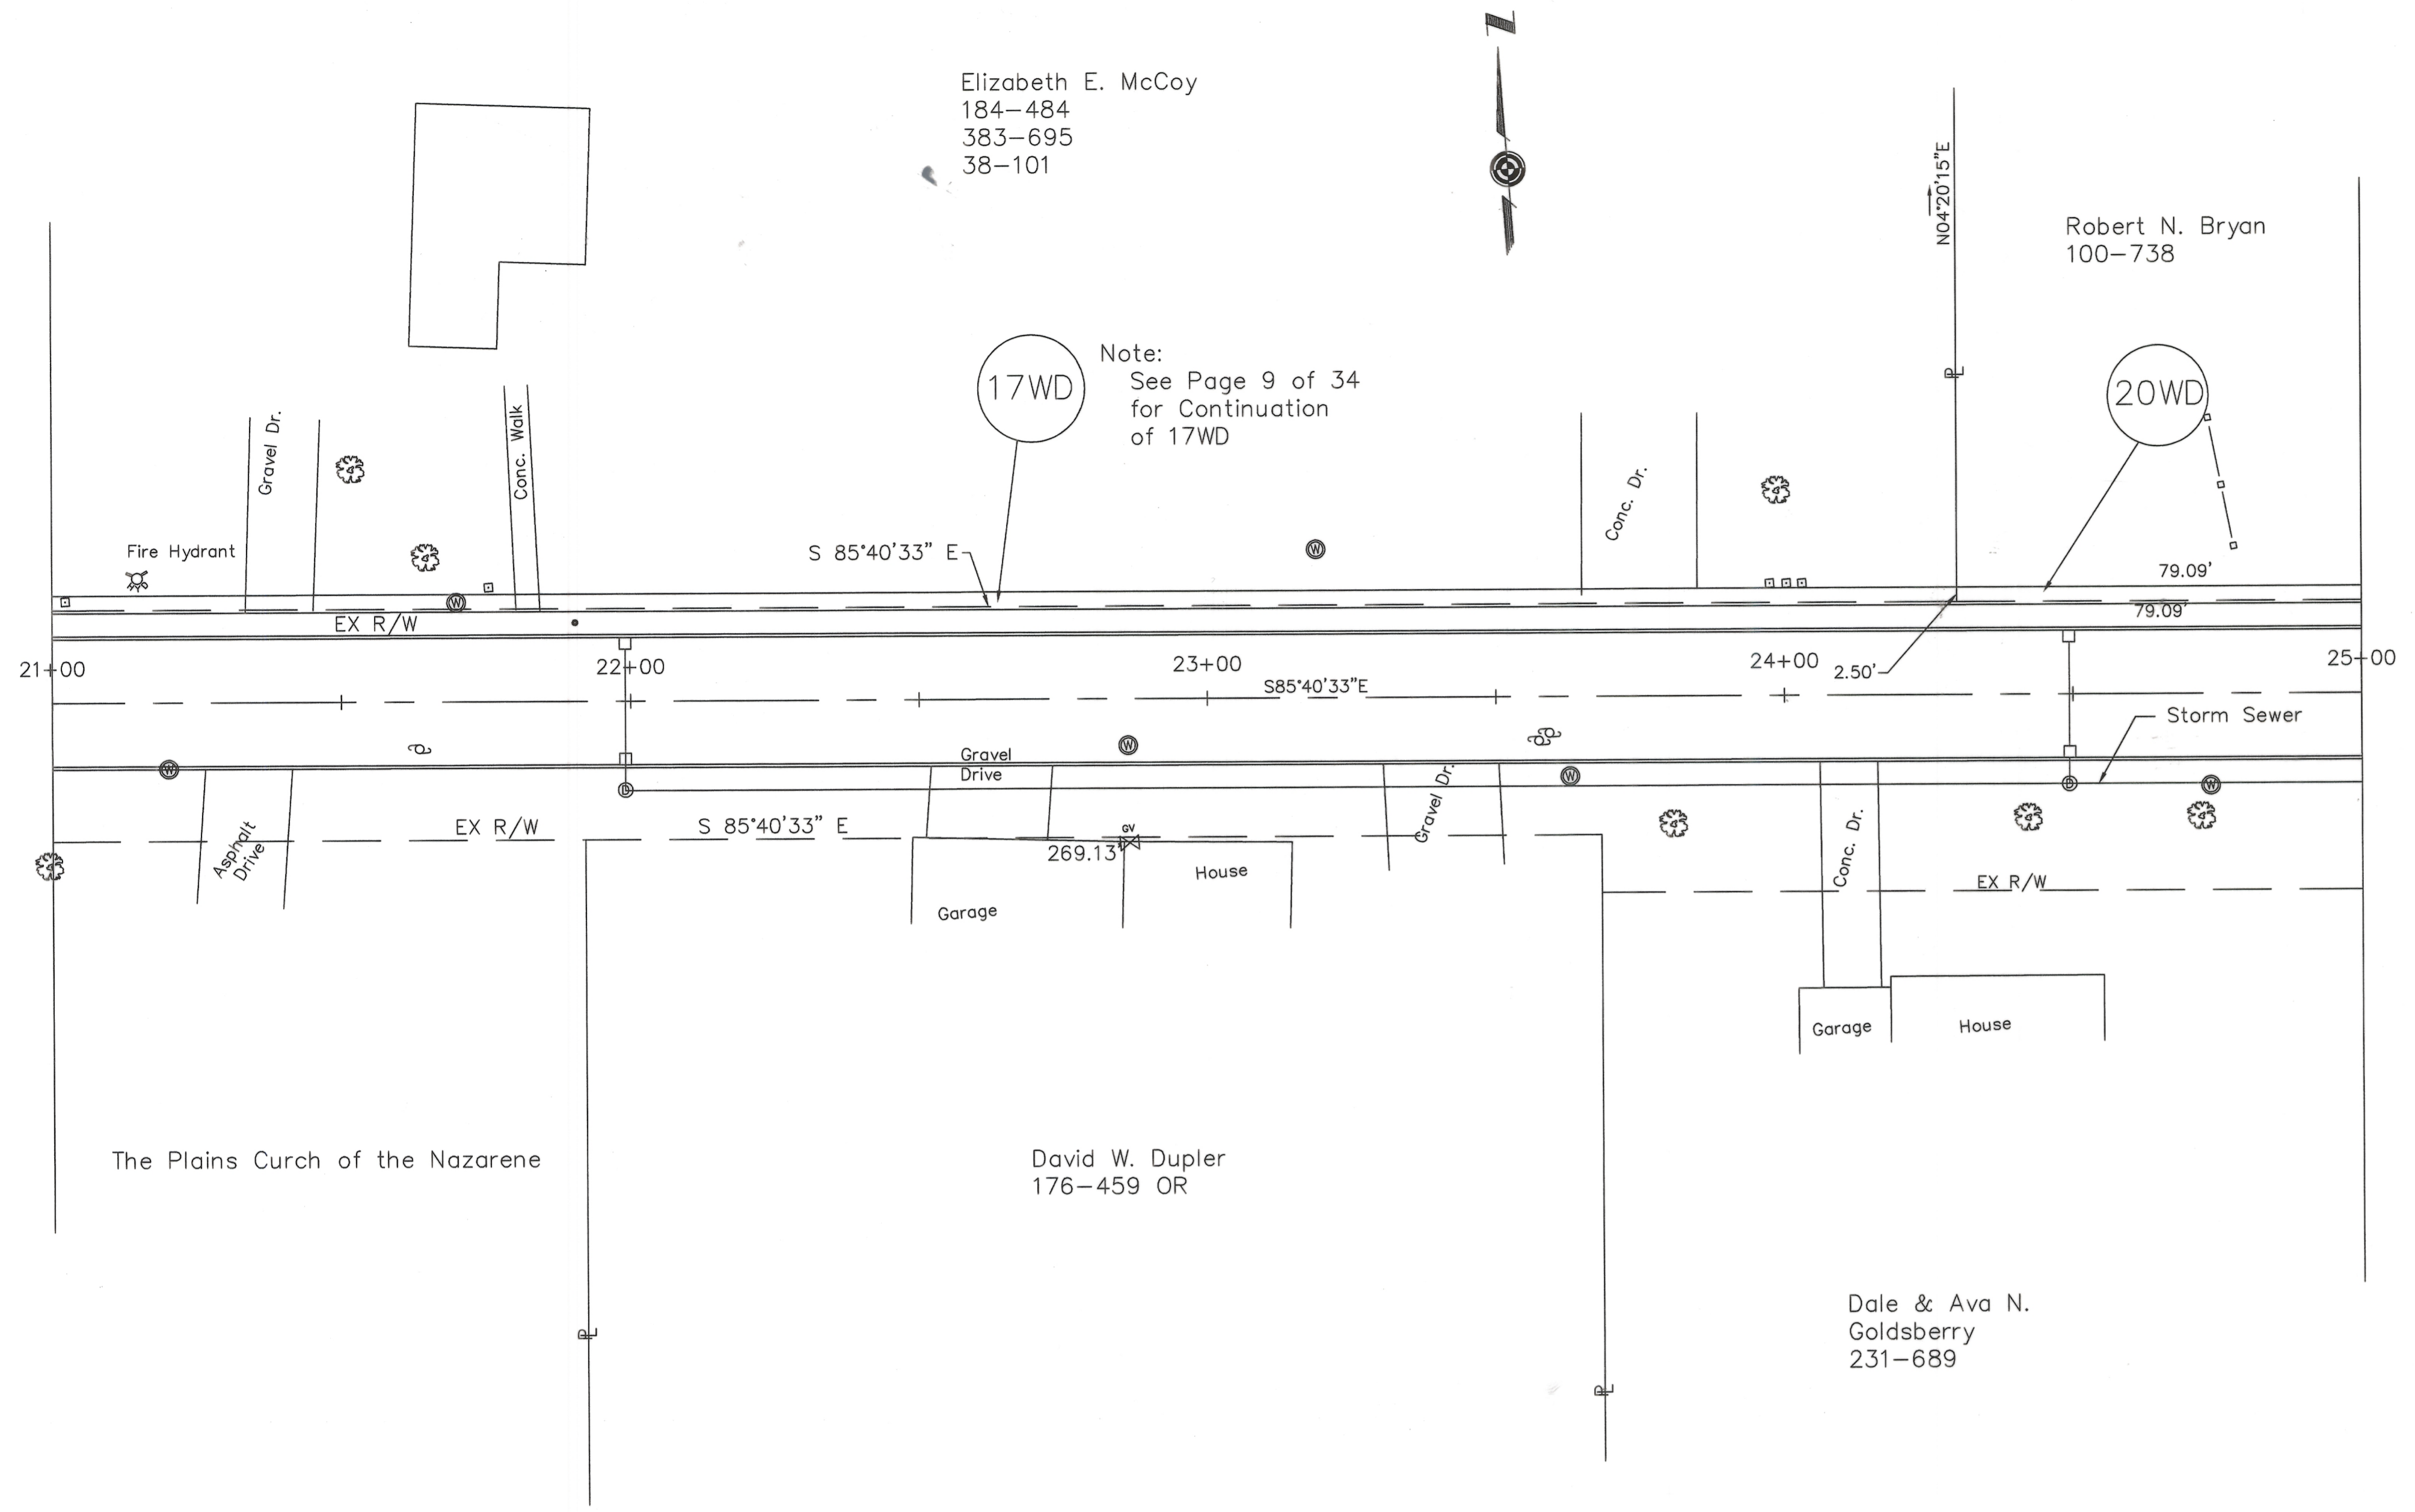 Z
Elizabeth E. McCoy
184-484
383-695
38-101
N04°20'15"E
Robert N. Bryan
100-738
17WD
Note:
See Page 9 of 34
for Continuation
of 17WD
20WD
Gravel Dr.
Conc. Walk
Conc. Dr.
Fire Hydrant
S 85°40'33" E
79.09'
79.09'
W
W
EX R/W
21+00
22+00
23+00
24+00
25+00
2.50'
PL
S85°40'33"E
Storm Sewer
W
W
Gravel
Drive
W
W
D
D
Gravel Dr.
EX R/W
S 85°40'33" E
GV
269.13'
Asphalt
Drive
House
Garage
Conc. Dr.
EX R/W
Garage
House
The Plains Curch of the Nazarene
David W. Dupler
176-459 OR
Dale & Ava N.
Goldsberry
231-689
PL
PL